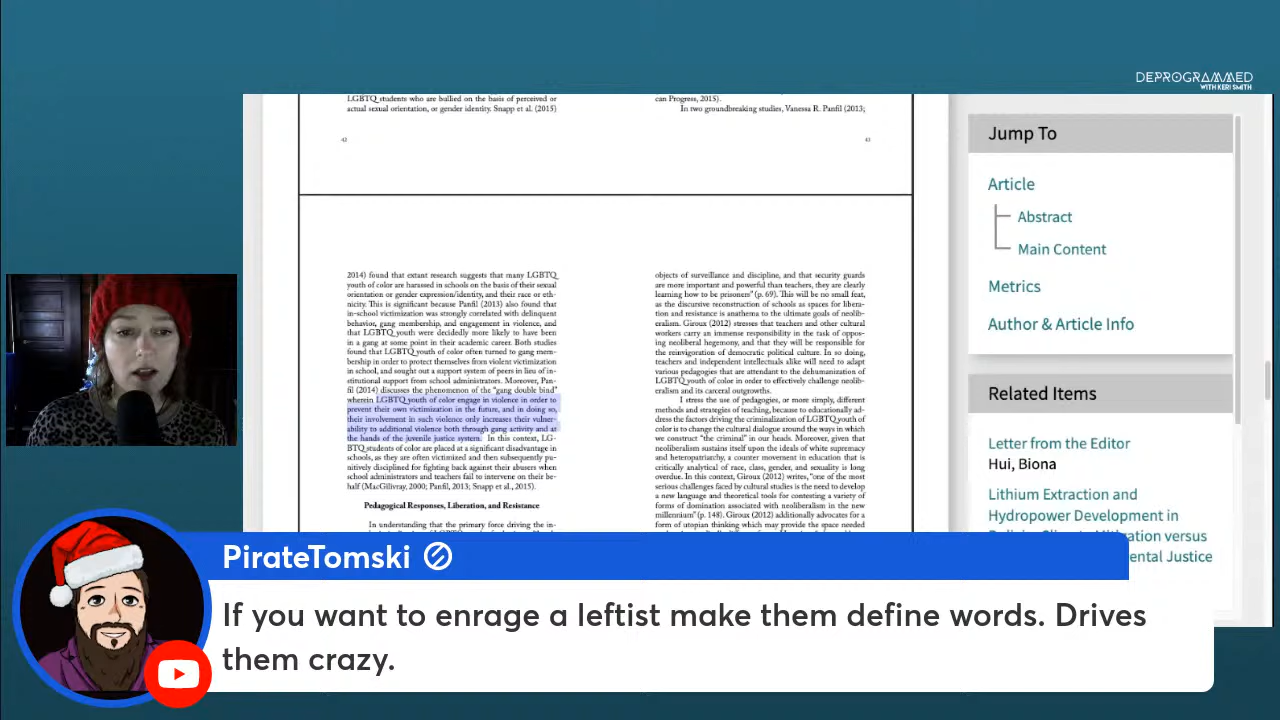 DEPROGRAMMED
WITH KERI SMITH
LGBTQ students who are bullied on the basis of perceived or
actual sexual orientation, or gender identity. Snapp et al. (2015)
42
can Progress, 2015).
In two groundbreaking studies, Vanessa R. Panfil (2013;
43
2014) found that extant research suggests that many LGBTQ
youth of color are harassed in schools on the basis of their sexual
orientation or gender expression/identity, and their race or eth-
nicity. This is significant because Panfil (2013) also found that
in-school victimization was strongly correlated with delinquent
behavior, gang membership, and engagement in violence, and
that LGBTQ youth were decidedly more likely to have been
in a gang at some point in their academic career. Both studies
found that LGBTQ youth of color often turned to gang mem-
bership in order to protect themselves from violent victimization
in school, and sought out a support system of peers in lieu of ins-
titutional support from school administrators. Moreover, Pan-
fil (2014) discusses the phenomenon of the "gang double bind"
wherein LGBTQ youth of color engage in violence in order to
prevent their own victimization in the future, and in doing so,
their involvement in such violence only increases their vulner-
ability to additional violence both through gang activity and at
the hands of the juvenile justice system. In this context, LG-
BTQ students of color are placed at a significant disadvantage in
schools, as they are often victimized and then subsequently pu-
nitively disciplined for fighting back against their abusers when
school administrators and teachers fail to intervene on their be-
half (MacGillivray, 2000; Panfil, 2013; Snapp et al., 2015).
Pedagogical Responses, Liberation, and Resistance
In understanding that the primary force driving the in-
objects of surveillance and discipline, and that security guards
are more important and powerful than teachers, they are clearly
learning how to be prisoners" (p. 69). This will be no small feat,
as the discursive reconstruction of schools as spaces for libera-
tion and resistance is anathema to the ultimate goals of neolib-
eralism. Giroux (2012) stresses that teachers and other cultural
workers carry an immense responsibility in the task of oppos-
ing neoliberal hegemony, and that they will be responsible for
the reinvigoration of democratic political culture. In so doing,
teachers and independent intellectuals alike will need to adapt
various pedagogies that are attendant to the dehumanization of
LGBTQ youth of color in order to effectively challenge neolib-
eralism and its carceral outgrowths.
I stress the use of pedagogies, or more simply, different
methods and strategies of teaching, because to educationally ad-
dress the factors driving the criminalization of LGBTQ youth of
color is to change the cultural dialogue around the ways in which
we construct "the criminal" in our heads. Moreover, given that
neoliberalism sustains itself upon the ideals of white supremacy
and heteropatriarchy, a counter movement in education that is
critically analytical of race, class, gender, and sexuality is long
overdue. In this context, Giroux (2012) writes, "one of the most
serious challenges faced by cultural studies is the need to develop
a new language and theoretical tools for contesting a variety of
forms of domination associated with neoliberalism in the new
millennium" (p. 148). Giroux (2012) additionally advocates for a
form of utopian thinking which may provide the space needed
Jump To
Article
Abstract
Main Content
Metrics
Author & Article Info
Related Items
Letter from the Editor
Hui, Biona
Lithium Extraction and
Hydropower Development in
versus
ental Justice
PirateTomski
If you want to enrage a leftist make them define words. Drives
them crazy.